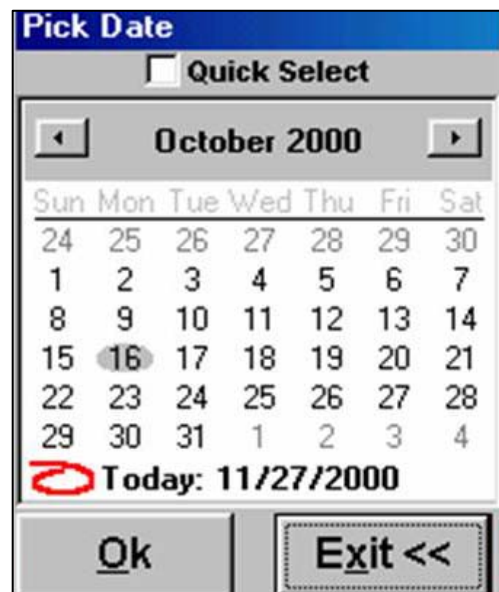 Pick Date
Quick Select
October 2000
Sun Mon Tue Wed Thu Fri Sat
24 25 26 27 28 29 30
1 2 3 4 5 6 7
8 9 10 11 12 13 14
15 16 17 18 19 20 21
22 23 24 25 26 27 28
29 30 31 1 2 3 4
Today: 11/27/2000
Ok Exit <<